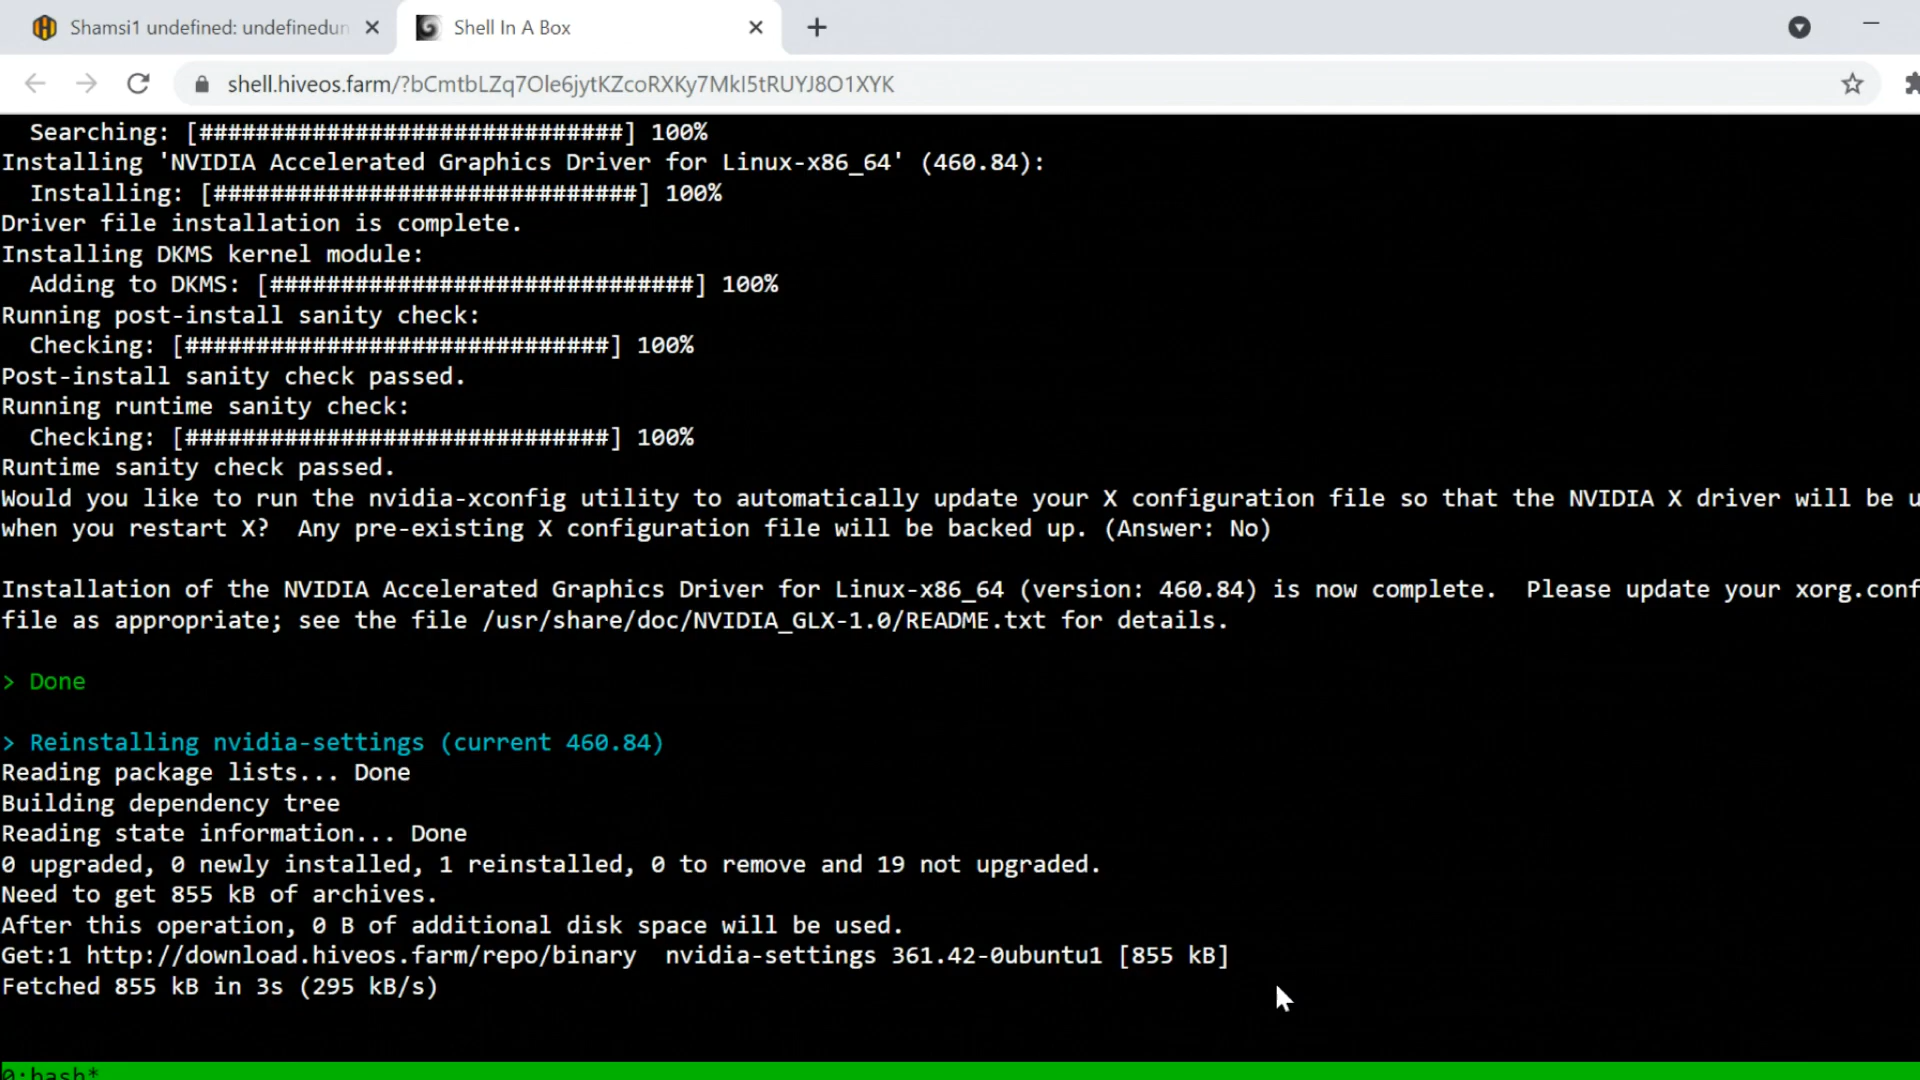 Shamsi1 undefined: undefinedun
Shell In A Box
shell.hiveos.farm/?bCmtbLZq7Ole6jytKZcoRXKy7MkI5tRUYJ8O1XYK
Searching: [##############################] 100%
Installing 'NVIDIA Accelerated Graphics Driver for Linux-x86_64' (460.84):
Installing: [##############################] 100%
Driver file installation is complete.
Installing DKMS kernel module:
Adding to DKMS: [##############################] 100%
Running post-install sanity check:
Checking: [##############################] 100%
Post-install sanity check passed.
Running runtime sanity check:
Checking: [##############################] 100%
Runtime sanity check passed.
Would you like to run the nvidia-xconfig utility to automatically update your X configuration file so that the NVIDIA X driver will be u
when you restart X?  Any pre-existing X configuration file will be backed up. (Answer: No)
Installation of the NVIDIA Accelerated Graphics Driver for Linux-x86_64 (version: 460.84) is now complete.  Please update your xorg.conf
file as appropriate; see the file /usr/share/doc/NVIDIA_GLX-1.0/README.txt for details.
> Done
> Reinstalling nvidia-settings (current 460.84)
Reading package lists... Done
Building dependency tree
Reading state information... Done
0 upgraded, 0 newly installed, 1 reinstalled, 0 to remove and 19 not upgraded.
Need to get 855 kB of archives.
After this operation, 0 B of additional disk space will be used.
Get:1 http://download.hiveos.farm/repo/binary  nvidia-settings 361.42-0ubuntu1 [855 kB]
Fetched 855 kB in 3s (295 kB/s)
0:bash*